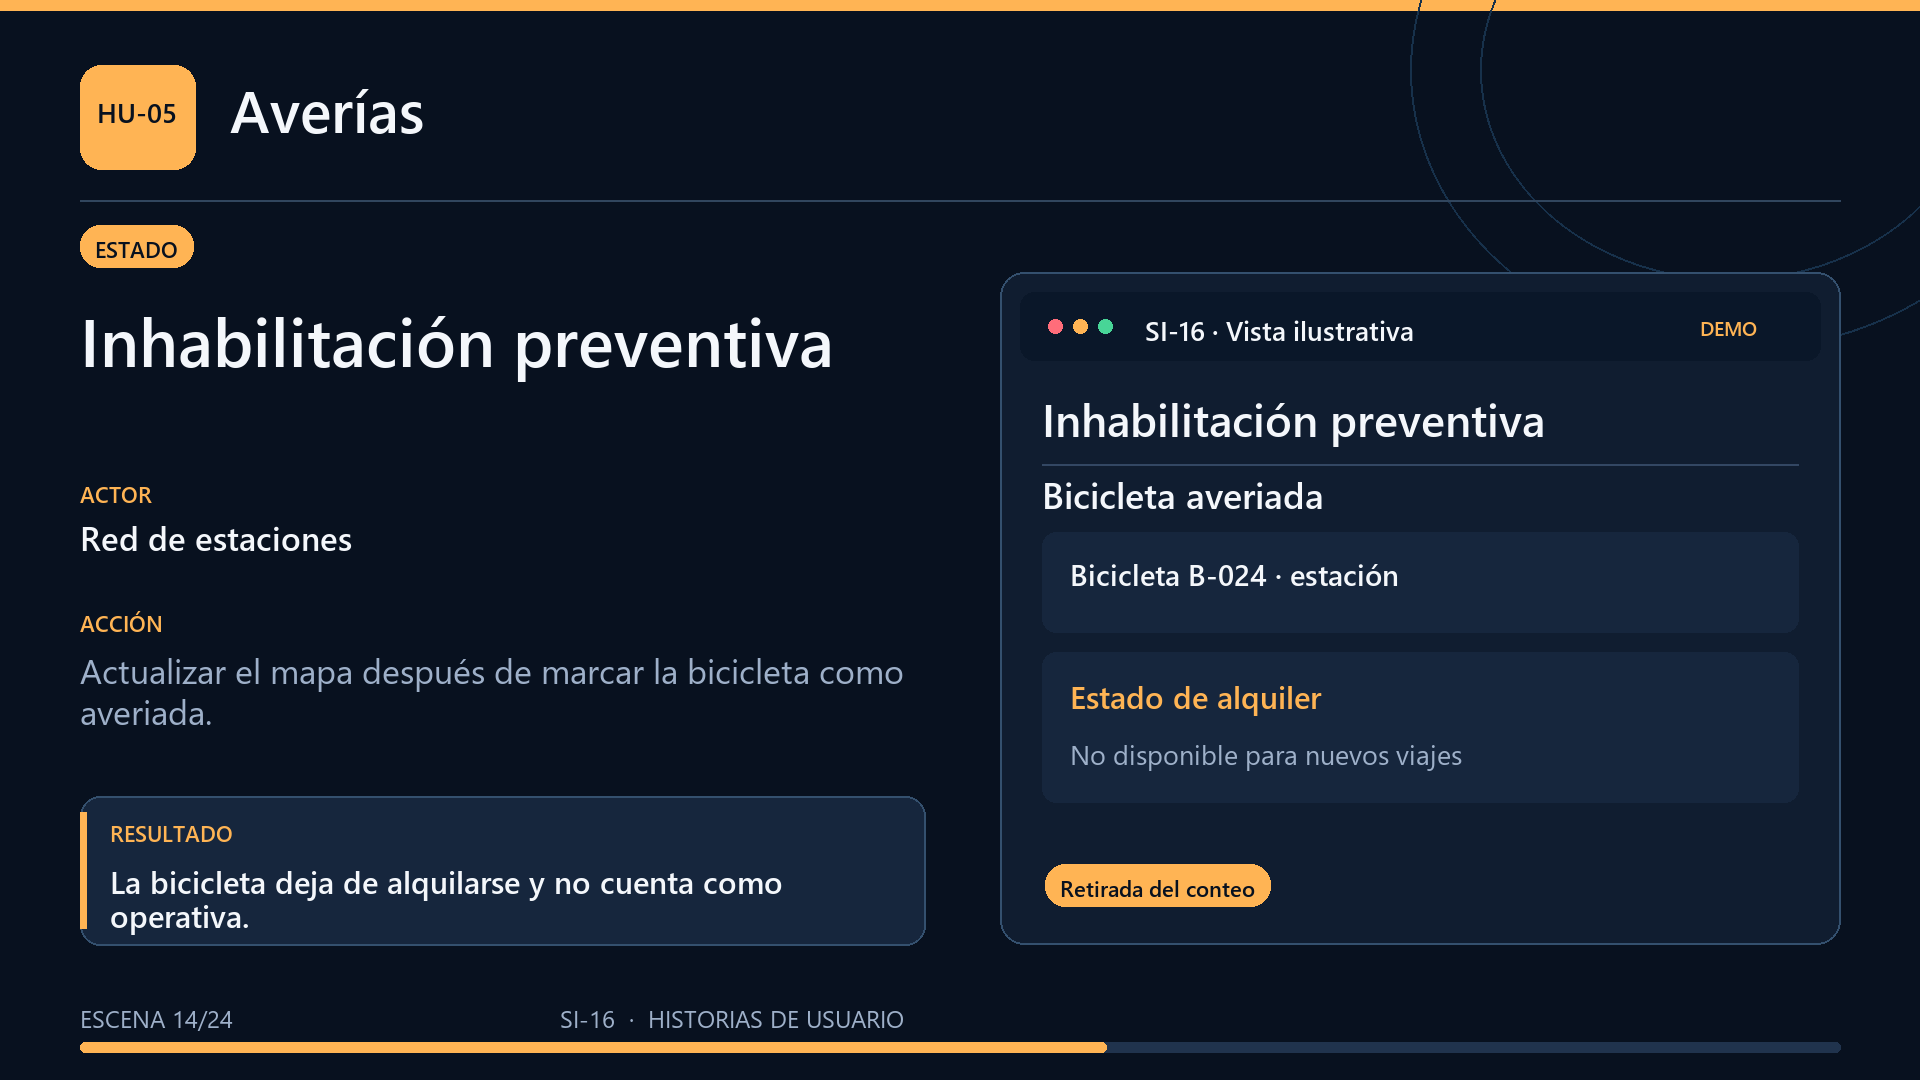 HU-05
Averías
ESTADO
Inhabilitación preventiva
ACTOR
Red de estaciones
ACCIÓN
Actualizar el mapa después de marcar la bicicleta como
averiada.
RESULTADO
La bicicleta deja de alquilarse y no cuenta como
operativa.
SI-16 · Vista ilustrativa
DEMO
Inhabilitación preventiva
Bicicleta averiada
Bicicleta B-024 · estación
Estado de alquiler
No disponible para nuevos viajes
Retirada del conteo
ESCENA 14/24
SI-16 · HISTORIAS DE USUARIO